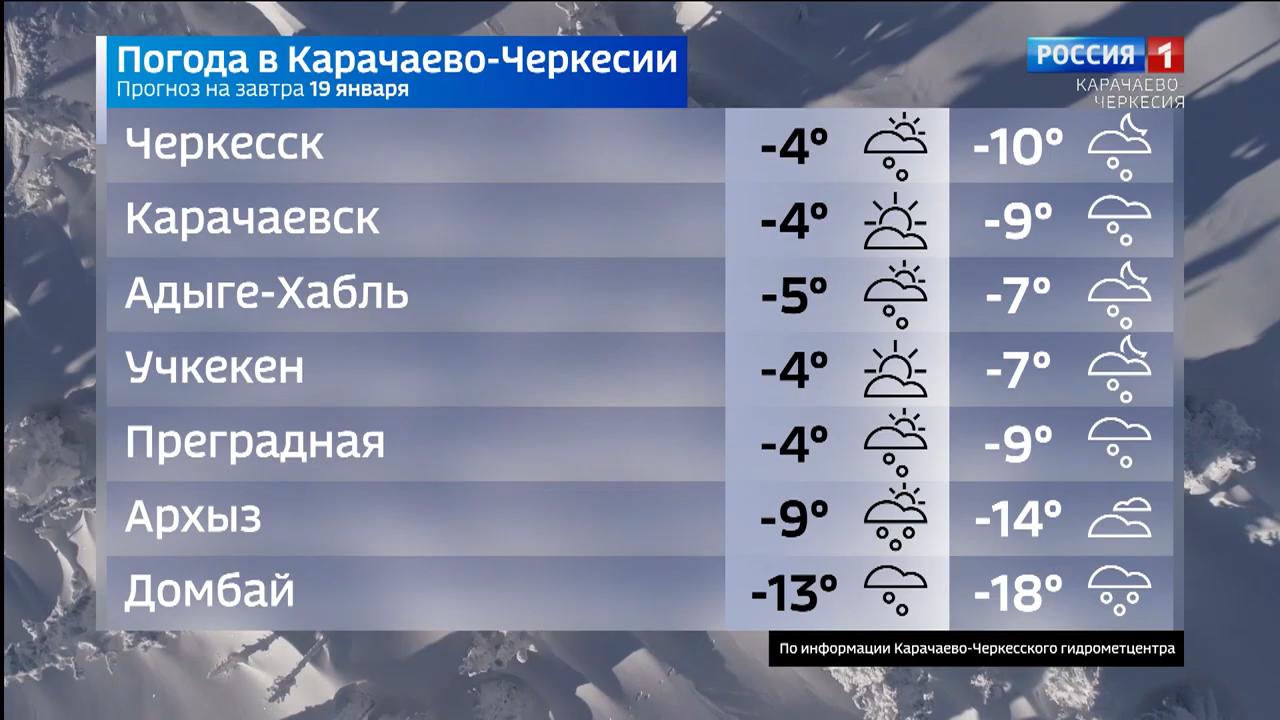 Погода в Карачаево-Черкесии
Прогноз на завтра 19 января
РОССИЯ 1
КАРАЧАЕВО
ЧЕРКЕСИЯ
Черкесск -4° -10°
Карачаевск -4° -9°
Адыге-Хабль -5° -7°
Учкекен -4° -7°
Преградная -4° -9°
Архыз -9° -14°
Домбай -13° -18°
По информации Карачаево-Черкесского гидрометцентра